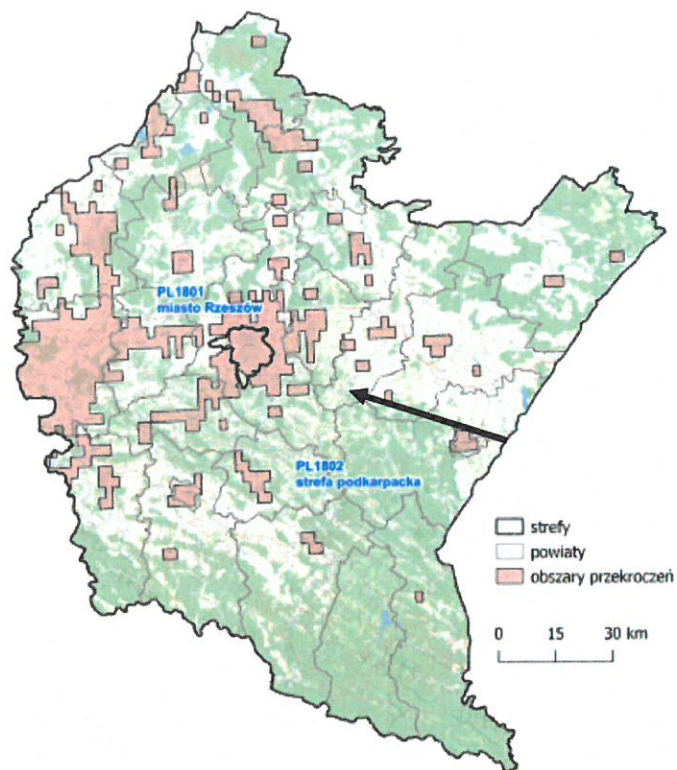 PL1801
miasto Rzeszów
PL1802
strefa podkarpacka
strefy
powiaty
obszary przekroczeń
0 15 30 km